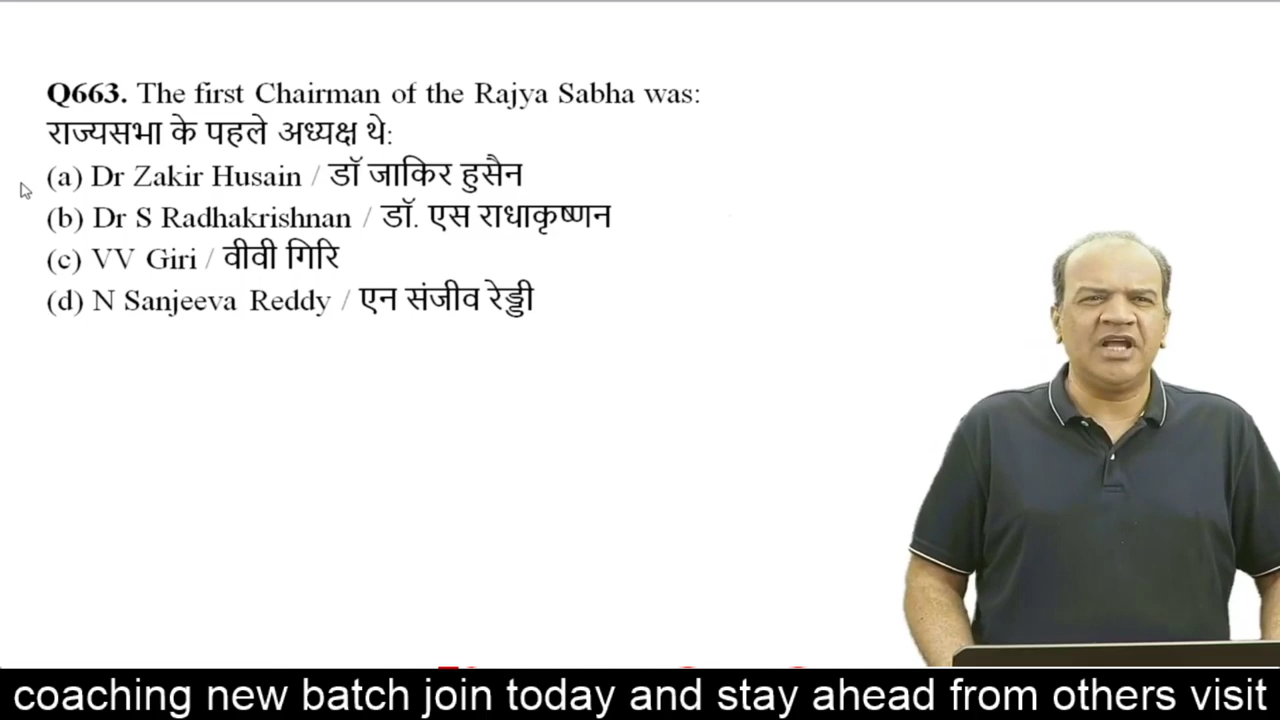 Q663. The first Chairman of the Rajya Sabha was:
राज्यसभा के पहले अध्यक्ष थे:
(a) Dr Zakir Husain / डॉ जाकिर हुसैन
(b) Dr S Radhakrishnan / डॉ. एस राधाकृष्णन
(c) VV Giri / वीवी गिरि
(d) N Sanjeeva Reddy / एन संजीव रेड्डी
coaching new batch join today and stay ahead from others visit